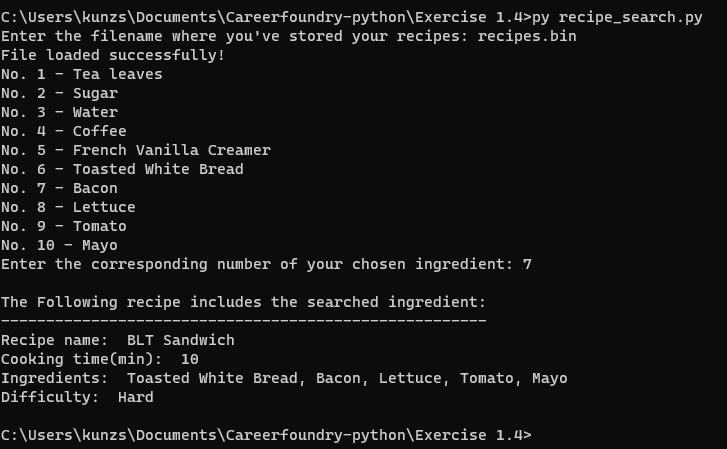 C:\Users\kunzs\Documents\Careerfoundry-python\Exercise 1.4>py recipe_search.py
Enter the filename where you've stored your recipes: recipes.bin
File loaded successfully!
No. 1 - Tea leaves
No. 2 - Sugar
No. 3 - Water
No. 4 - Coffee
No. 5 - French Vanilla Creamer
No. 6 - Toasted White Bread
No. 7 - Bacon
No. 8 - Lettuce
No. 9 - Tomato
No. 10 - Mayo
Enter the corresponding number of your chosen ingredient: 7
The Following recipe includes the searched ingredient:
------------------------------------------------------
Recipe name:  BLT Sandwich
Cooking time(min):  10
Ingredients:  Toasted White Bread, Bacon, Lettuce, Tomato, Mayo
Difficulty:  Hard
C:\Users\kunzs\Documents\Careerfoundry-python\Exercise 1.4>